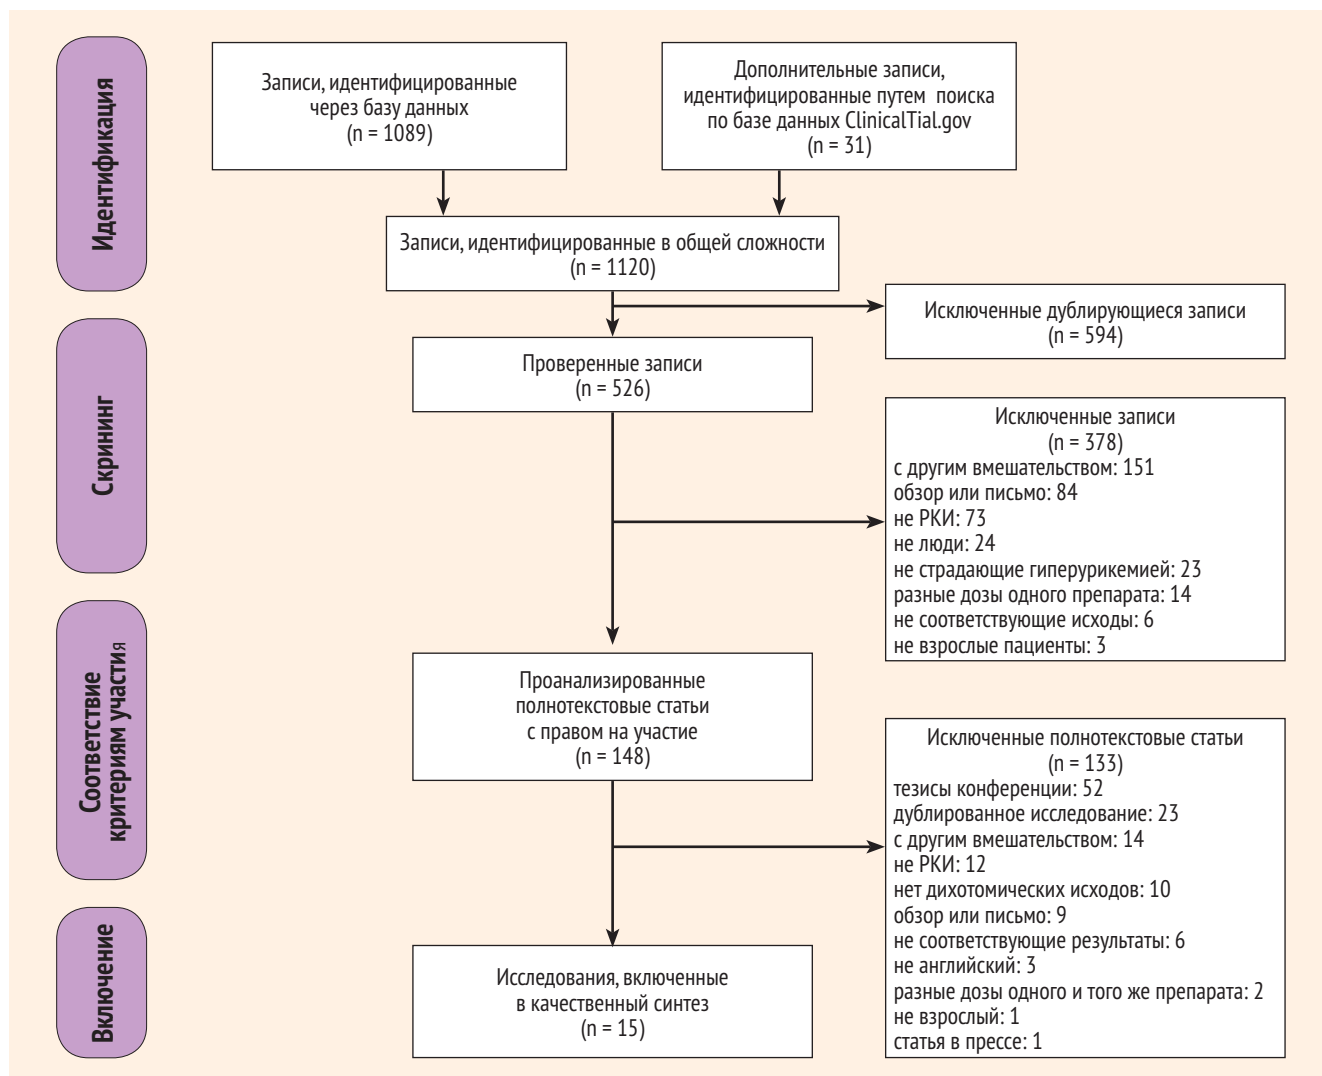 Идентификация
Записи, идентифицированные
через базу данных
(n = 1089)
Дополнительные записи,
идентифицированные путем поиска
по базе данных ClinicalTial.gov
(n = 31)
Записи, идентифицированные в общей сложности
(n = 1120)
Исключенные дублирующиеся записи
(n = 594)
Скрининг
Проверенные записи
(n = 526)
Исключенные записи
(n = 378)
с другим вмешательством: 151
обзор или письмо: 84
не РКИ: 73
не люди: 24
не страдающие гиперурикемией: 23
разные дозы одного препарата: 14
не соответствующие исходы: 6
не взрослые пациенты: 3
Соответствие
критериям участия
Проанализированные
полнотекстовые статьи
с правом на участие
(n = 148)
Исключенные полнотекстовые статьи
(n = 133)
тезисы конференции: 52
дублированное исследование: 23
с другим вмешательством: 14
не РКИ: 12
нет дихотомических исходов: 10
обзор или письмо: 9
не соответствующие результаты: 6
не английский: 3
разные дозы одного и того же препарата: 2
не взрослый: 1
статья в прессе: 1
Включение
Исследования, включенные
в качественный синтез
(n = 15)